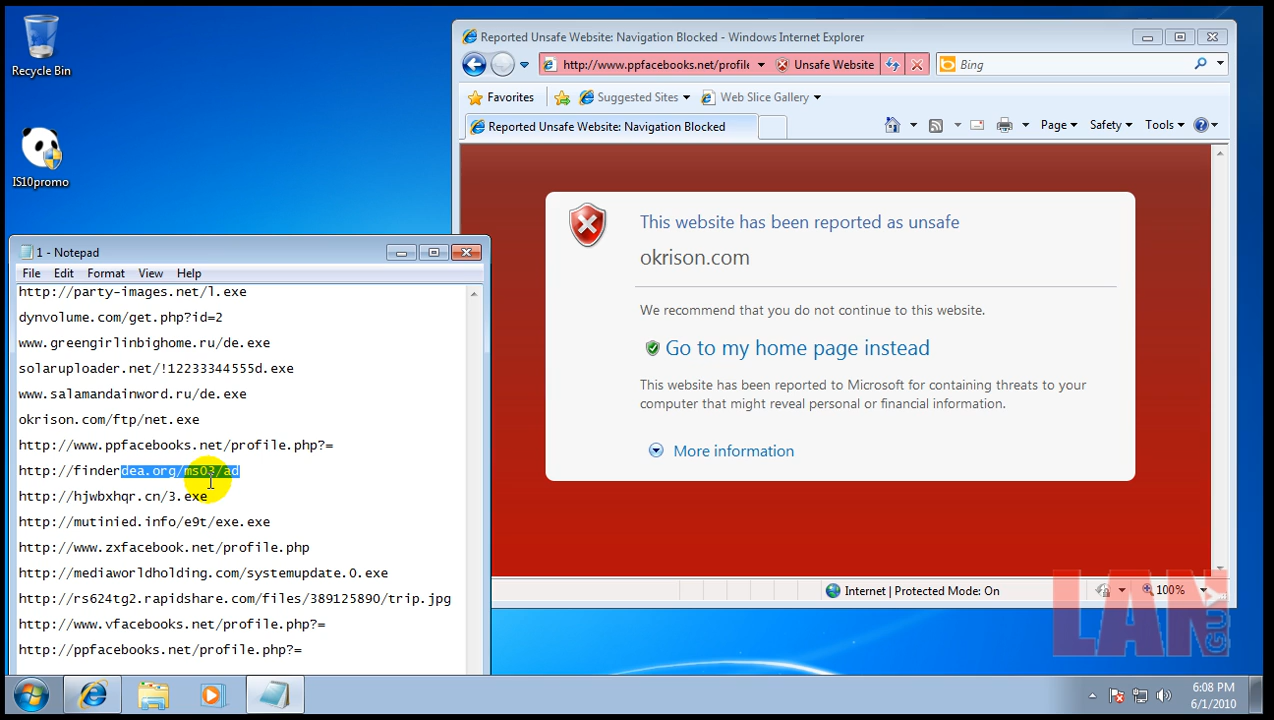 Recycle Bin
IS10promo
Reported Unsafe Website: Navigation Blocked - Windows Internet Explorer
http://www.ppfacebooks.net/profile
Unsafe Website
Bing
Favorites
Suggested Sites
Web Slice Gallery
Reported Unsafe Website: Navigation Blocked
Page
Safety
Tools
This website has been reported as unsafe
okrison.com
We recommend that you do not continue to this website.
Go to my home page instead
This website has been reported to Microsoft for containing threats to your
computer that might reveal personal or financial information.
More information
Internet | Protected Mode: On
100%
1 - Notepad
File Edit Format View Help
http://party-images.net/l.exe
dynvolume.com/get.php?id=2
www.greengirlinbighome.ru/de.exe
solaruploader.net/!12233344555d.exe
www.salamandainword.ru/de.exe
okrison.com/ftp/net.exe
http://www.ppfacebooks.net/profile.php?=
http://finderdea.org/ms03/ad
http://hjwbxhqr.cn/3.exe
http://mutinied.info/e9t/exe.exe
http://www.zxfacebook.net/profile.php
http://mediaworldholding.com/systemupdate.0.exe
http://rs624tg2.rapidshare.com/files/389125890/trip.jpg
http://www.vfacebooks.net/profile.php?=
http://ppfacebooks.net/profile.php?=
LAN
GUY
6:08 PM
6/1/2010